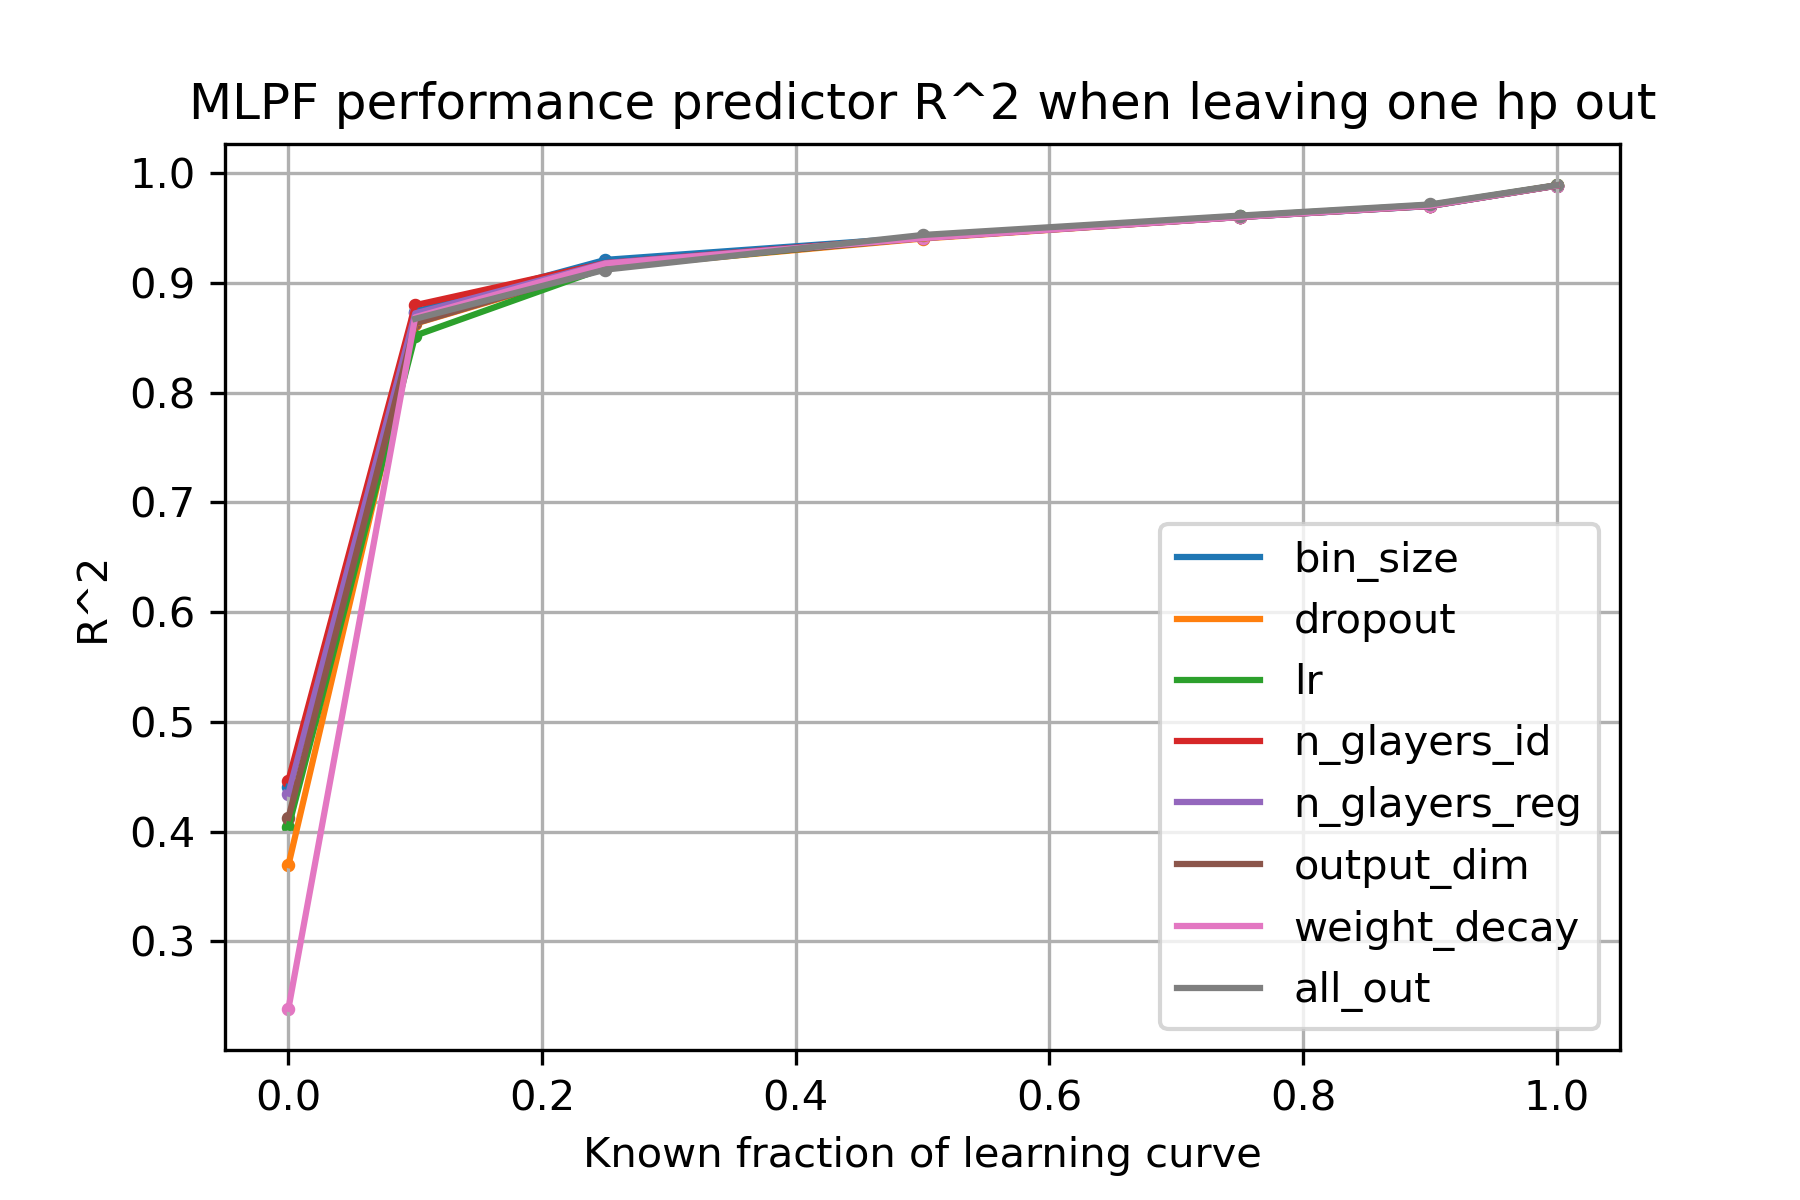 MLPF performance predictor R^2 when leaving one hp out
R^2
1.0
0.9
0.8
0.7
0.6
0.5
0.4
0.3
bin_size
dropout
lr
n_glayers_id
n_glayers_reg
output_dim
weight_decay
all_out
0.0 0.2 0.4 0.6 0.8 1.0
Known fraction of learning curve